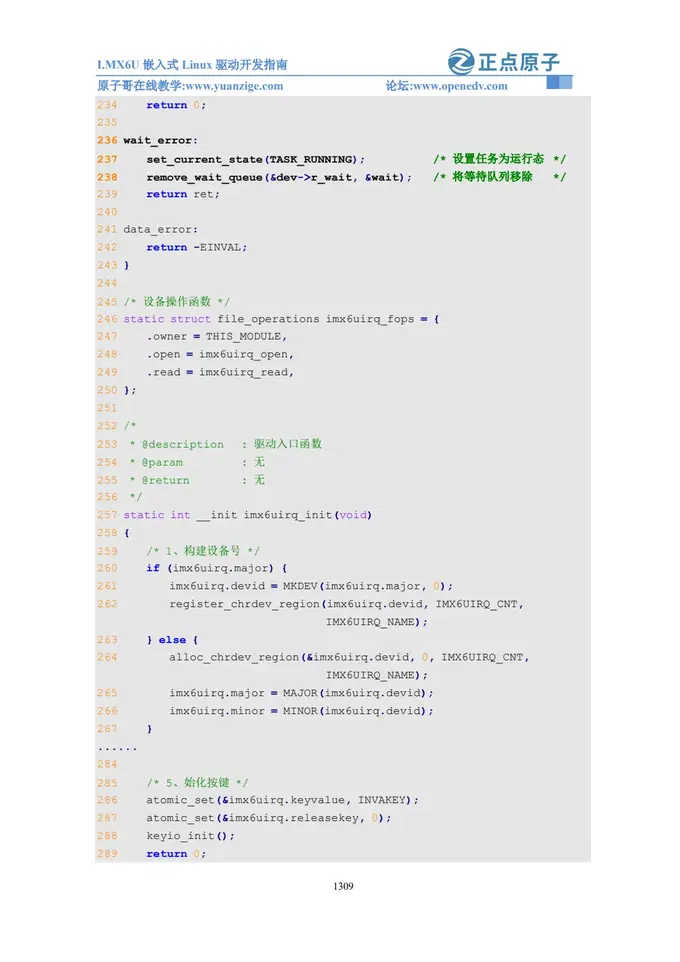 I.MX6U 嵌入式 Linux 驱动开发指南
正点原子
原子哥在线教学:www.yuanzige.com 论坛:www.openedv.com
234 return 0;
235
236 wait_error:
237 set_current_state(TASK_RUNNING); /* 设置任务为运行态 */
238 remove_wait_queue(&dev->r_wait, &wait); /* 将等待队列移除 */
239 return ret;
240
241 data_error:
242 return -EINVAL;
243 }
244
245 /* 设备操作函数 */
246 static struct file_operations imx6uirq_fops = {
247 .owner = THIS_MODULE,
248 .open = imx6uirq_open,
249 .read = imx6uirq_read,
250 };
251
252 /*
253 * @description : 驱动入口函数
254 * @param : 无
255 * @return : 无
256 */
257 static int __init imx6uirq_init(void)
258 {
259 /* 1、构建设备号 */
260 if (imx6uirq.major) {
261 imx6uirq.devid = MKDEV(imx6uirq.major, 0);
262 register_chrdev_region(imx6uirq.devid, IMX6UIRQ_CNT,
IMX6UIRQ_NAME);
263 } else {
264 alloc_chrdev_region(&imx6uirq.devid, 0, IMX6UIRQ_CNT,
IMX6UIRQ_NAME);
265 imx6uirq.major = MAJOR(imx6uirq.devid);
266 imx6uirq.minor = MINOR(imx6uirq.devid);
267 }
......
284
285 /* 5、始化按键 */
286 atomic_set(&imx6uirq.keyvalue, INVAKEY);
287 atomic_set(&imx6uirq.releasekey, 0);
288 keyio_init();
289 return 0;
1309